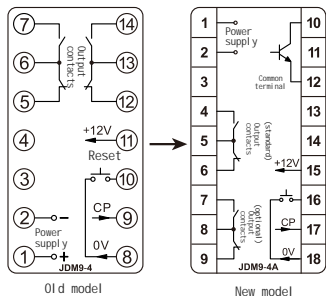 7
14
6
13
5
12
Output
contacts
4
+12V
11
Reset
3
10
2
CP
9
Power
supply
0V
1
8
JDM9-4
Old model
1
10
Power
supply
2
11
3
Common
terminal
12
4
13
5
Output
contacts
(standard)
14
6
+12V
15
7
16
8
Output
contacts
(optional)
CP
17
9
0V
18
JDM9-4A
New model